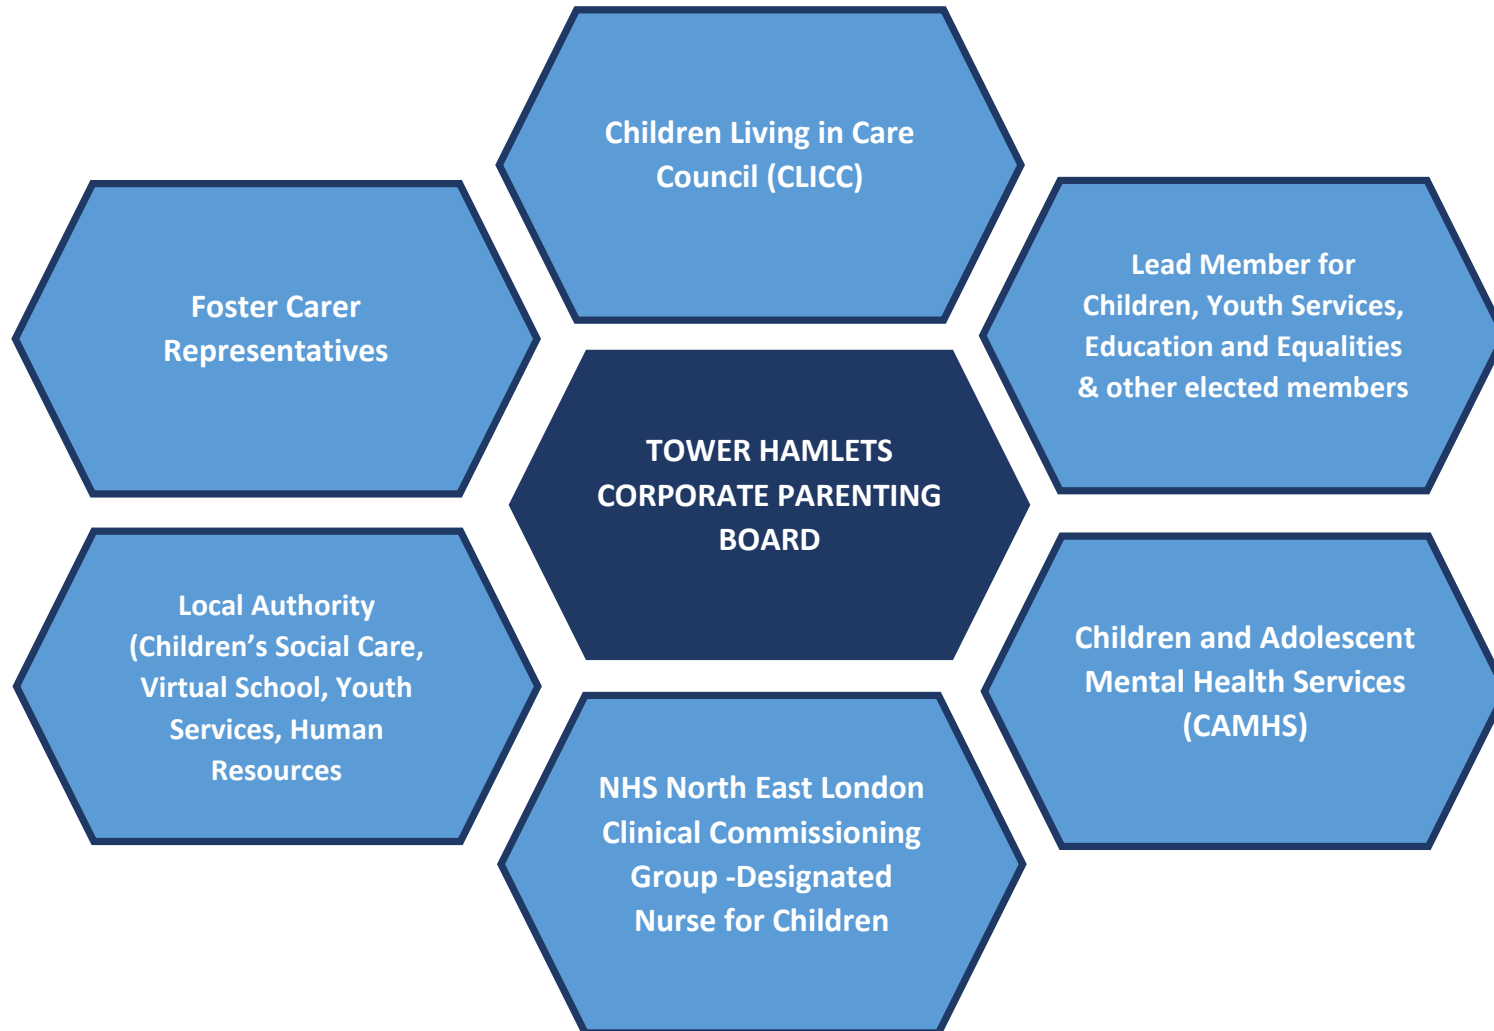 Children Living in Care
Council (CLICC)
Lead Member for
Children, Youth Services,
Education and Equalities
& other elected members
Foster Carer
Representatives
TOWER HAMLETS
CORPORATE PARENTING
BOARD
Local Authority
(Children’s Social Care,
Virtual School, Youth
Services, Human
Resources
Children and Adolescent
Mental Health Services
(CAMHS)
NHS North East London
Clinical Commissioning
Group -Designated
Nurse for Children